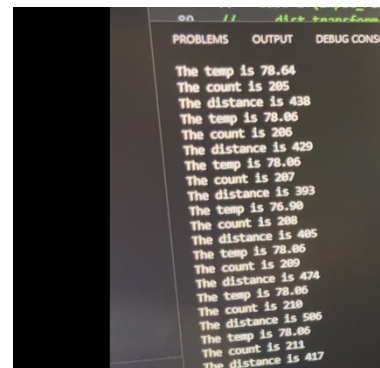 80 //
PROBLEMS OUTPUT DEBUG CONS
The temp is 78.64
The count is 205
The distance is 438
The temp is 78.06
The count is 206
The distance is 429
The temp is 78.06
The count is 207
The distance is 393
The temp is 76.90
The count is 208
The distance is 405
The temp is 78.06
The count is 209
The distance is 474
The temp is 78.06
The count is 210
The distance is 506
The temp is 78.06
The count is 211
The distance is 417